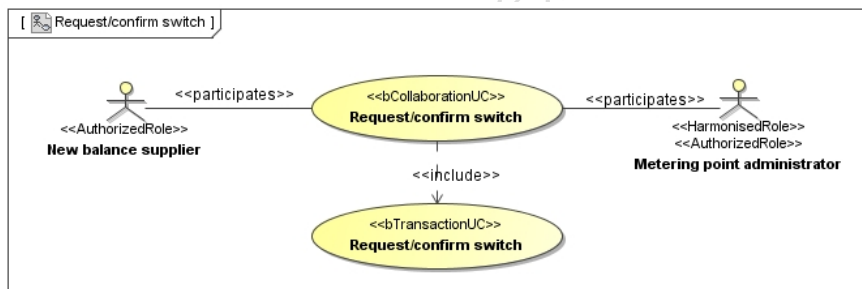 [ Request/confirm switch ]
<<participates>>
<<bCollaborationUC>>
Request/confirm switch
<<participates>>
<<AuthorizedRole>>
New balance supplier
<<HarmonisedRole>>
<<AuthorizedRole>>
Metering point administrator
<<include>>
<<bTransactionUC>>
Request/confirm switch